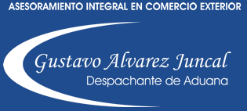 ASESORAMIENTO INTEGRAL EN COMERCIO EXTERIOR
Gustavo Alvarez Juncal
Despachante de Aduana